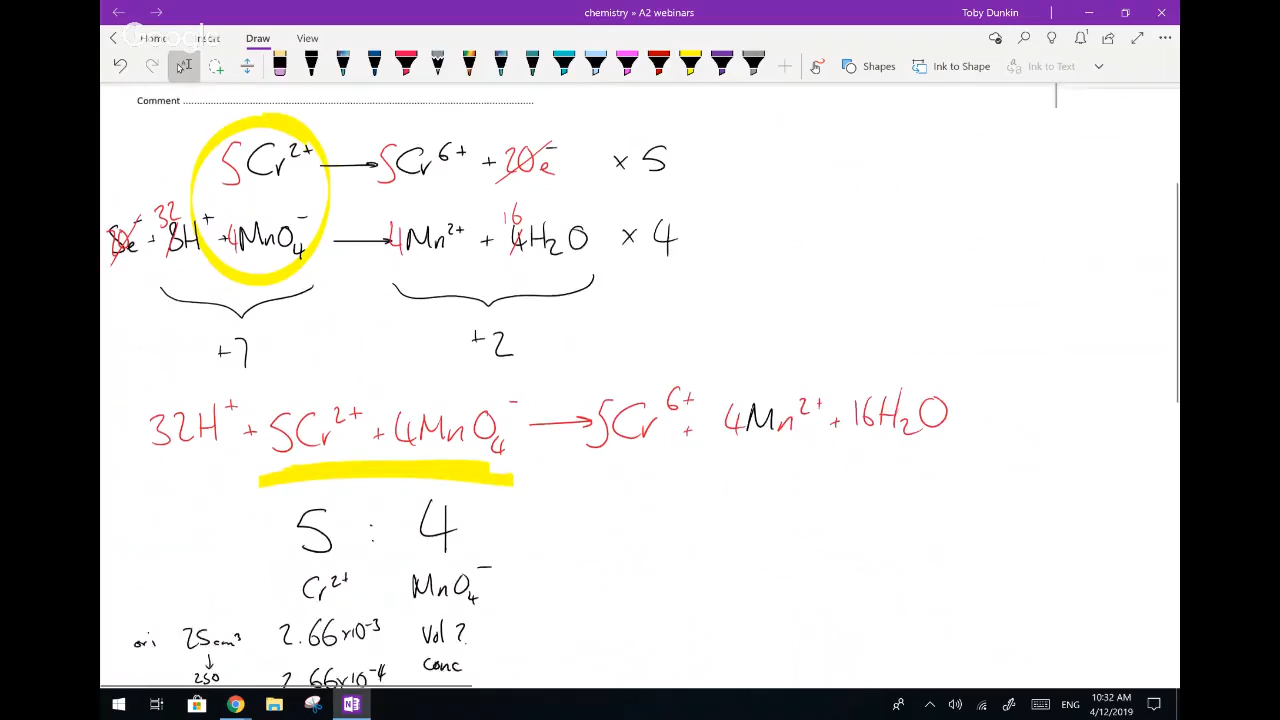 chemistry » A2 webinars
Toby Dunkin
Google
Home Insert Draw View
Shapes Ink to Shape Ink to Text
Comment ....................................................................................................................
5Cr²⁺ → 5Cr⁶⁺ + 20e⁻ × 5
e⁻ + 32 8H⁺ + 4MnO₄⁻ → 4Mn²⁺ + 16 4H₂O × 4
+7 +2
32H⁺ + 5Cr²⁺ + 4MnO₄⁻ → 5Cr⁶⁺ + 4Mn²⁺ + 16H₂O
5 : 4
Cr²⁺ MnO₄⁻
ori 25cm³ 2.66×10⁻³ Vol ?
↓
250 2.66×10⁻⁴ conc
ENG
10:32 AM
4/12/2019